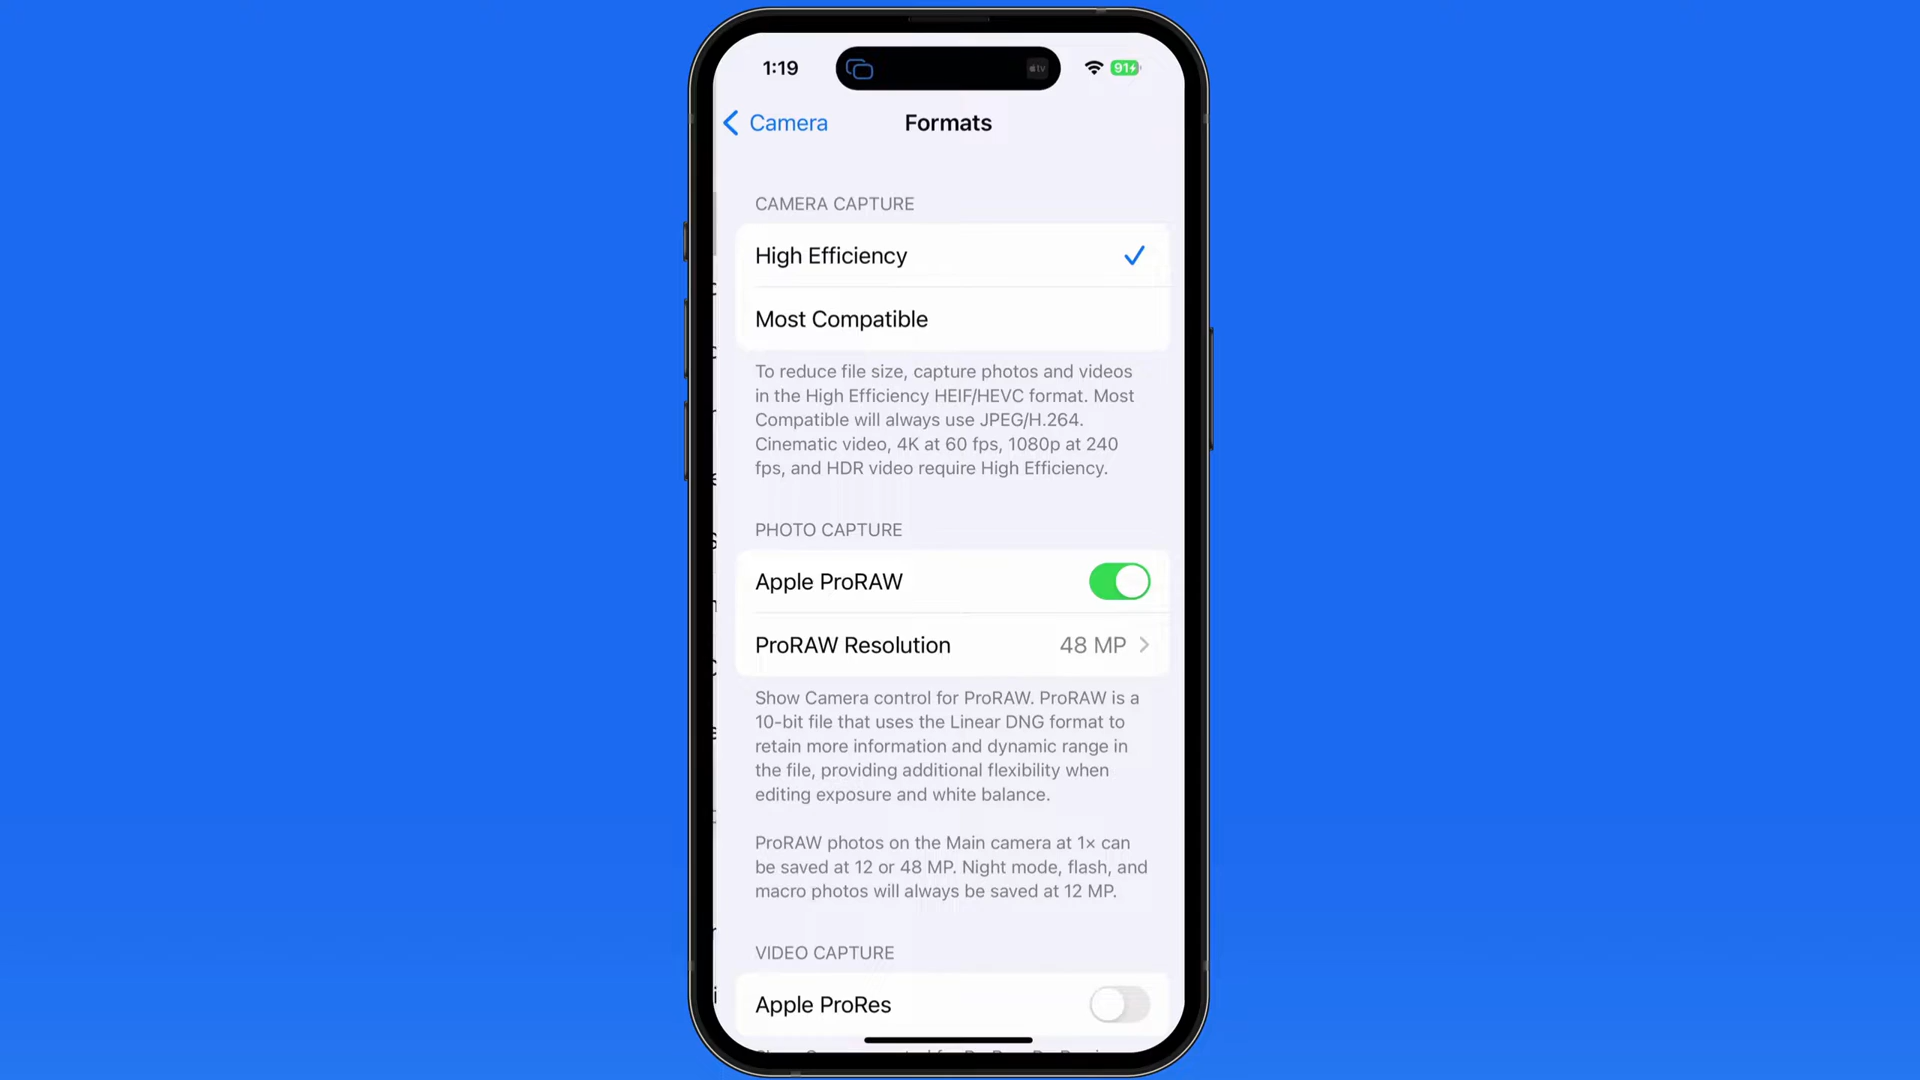 1:19
tv
91
Camera
Formats
CAMERA CAPTURE
High Efficiency
Most Compatible
To reduce file size, capture photos and videos
in the High Efficiency HEIF/HEVC format. Most
Compatible will always use JPEG/H.264.
Cinematic video, 4K at 60 fps, 1080p at 240
fps, and HDR video require High Efficiency.
PHOTO CAPTURE
Apple ProRAW
ProRAW Resolution 48 MP
Show Camera control for ProRAW. ProRAW is a
10-bit file that uses the Linear DNG format to
retain more information and dynamic range in
the file, providing additional flexibility when
editing exposure and white balance.
ProRAW photos on the Main camera at 1× can
be saved at 12 or 48 MP. Night mode, flash, and
macro photos will always be saved at 12 MP.
VIDEO CAPTURE
Apple ProRes